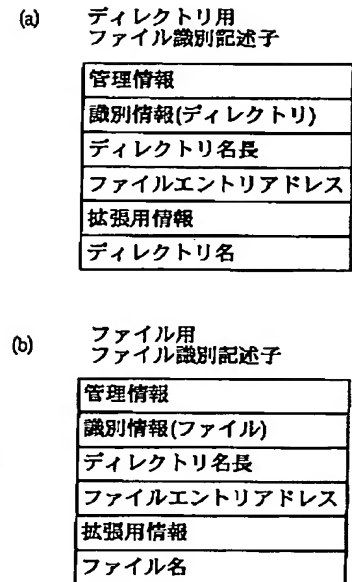 (a) ディレクトリ用
ファイル識別記述子
管理情報
識別情報(ディレクトリ)
ディレクトリ名長
ファイルエントリアドレス
拡張用情報
ディレクトリ名
(b) ファイル用
ファイル識別記述子
管理情報
識別情報(ファイル)
ディレクトリ名長
ファイルエントリアドレス
拡張用情報
ファイル名